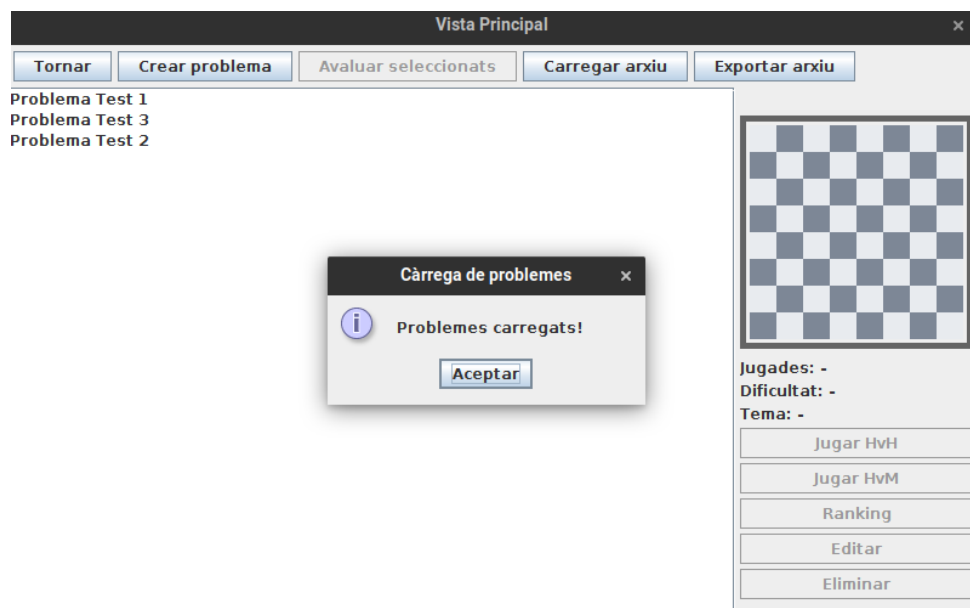 Vista Principal ×
Tornar Crear problema Avaluar seleccionats Carregar arxiu Exportar arxiu
Problema Test 1
Problema Test 3
Problema Test 2
Càrrega de problemes ×
i
Problemes carregats!
Aceptar
Jugades: -
Dificultat: -
Tema: -
Jugar HvH
Jugar HvM
Ranking
Editar
Eliminar